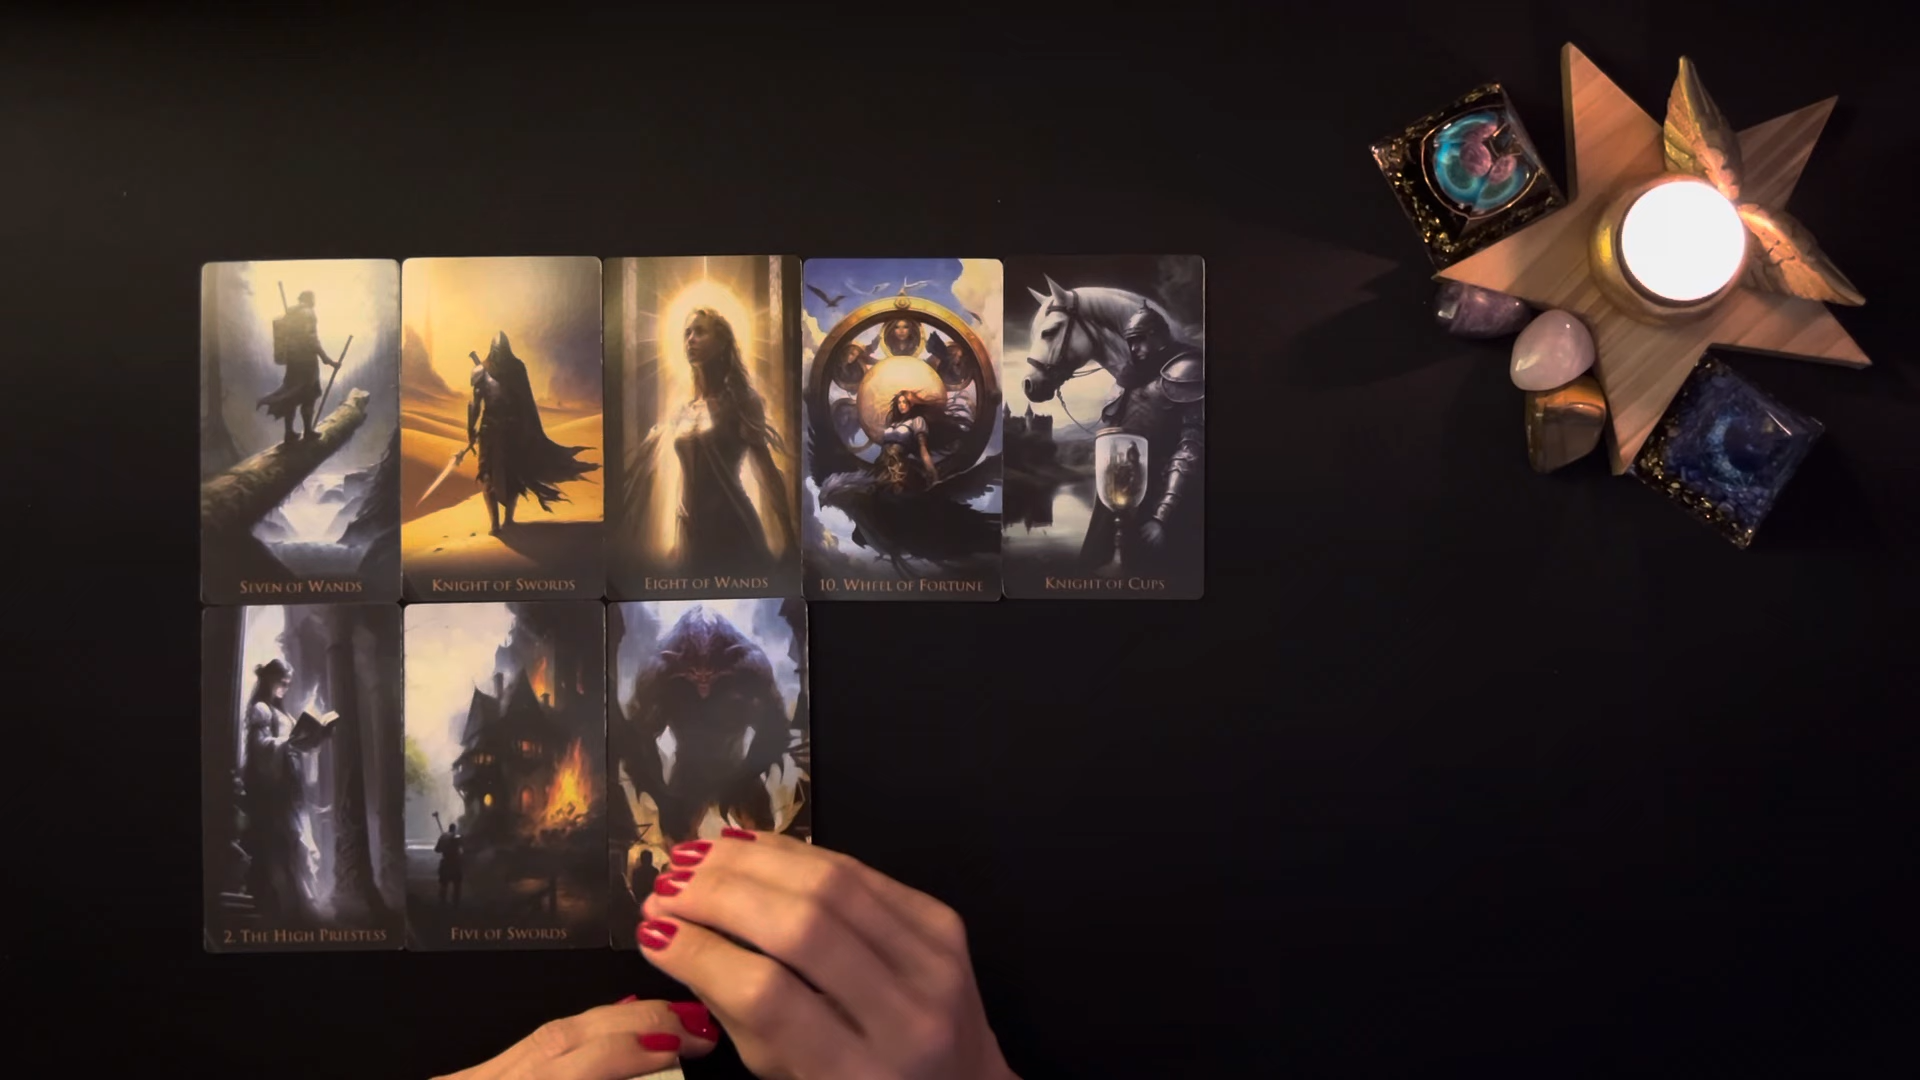 SEVEN OF WANDS
KNIGHT OF SWORDS
EIGHT OF WANDS
10. WHEEL OF FORTUNE
KNIGHT OF CUPS
2. THE HIGH PRIESTESS
FIVE OF SWORDS